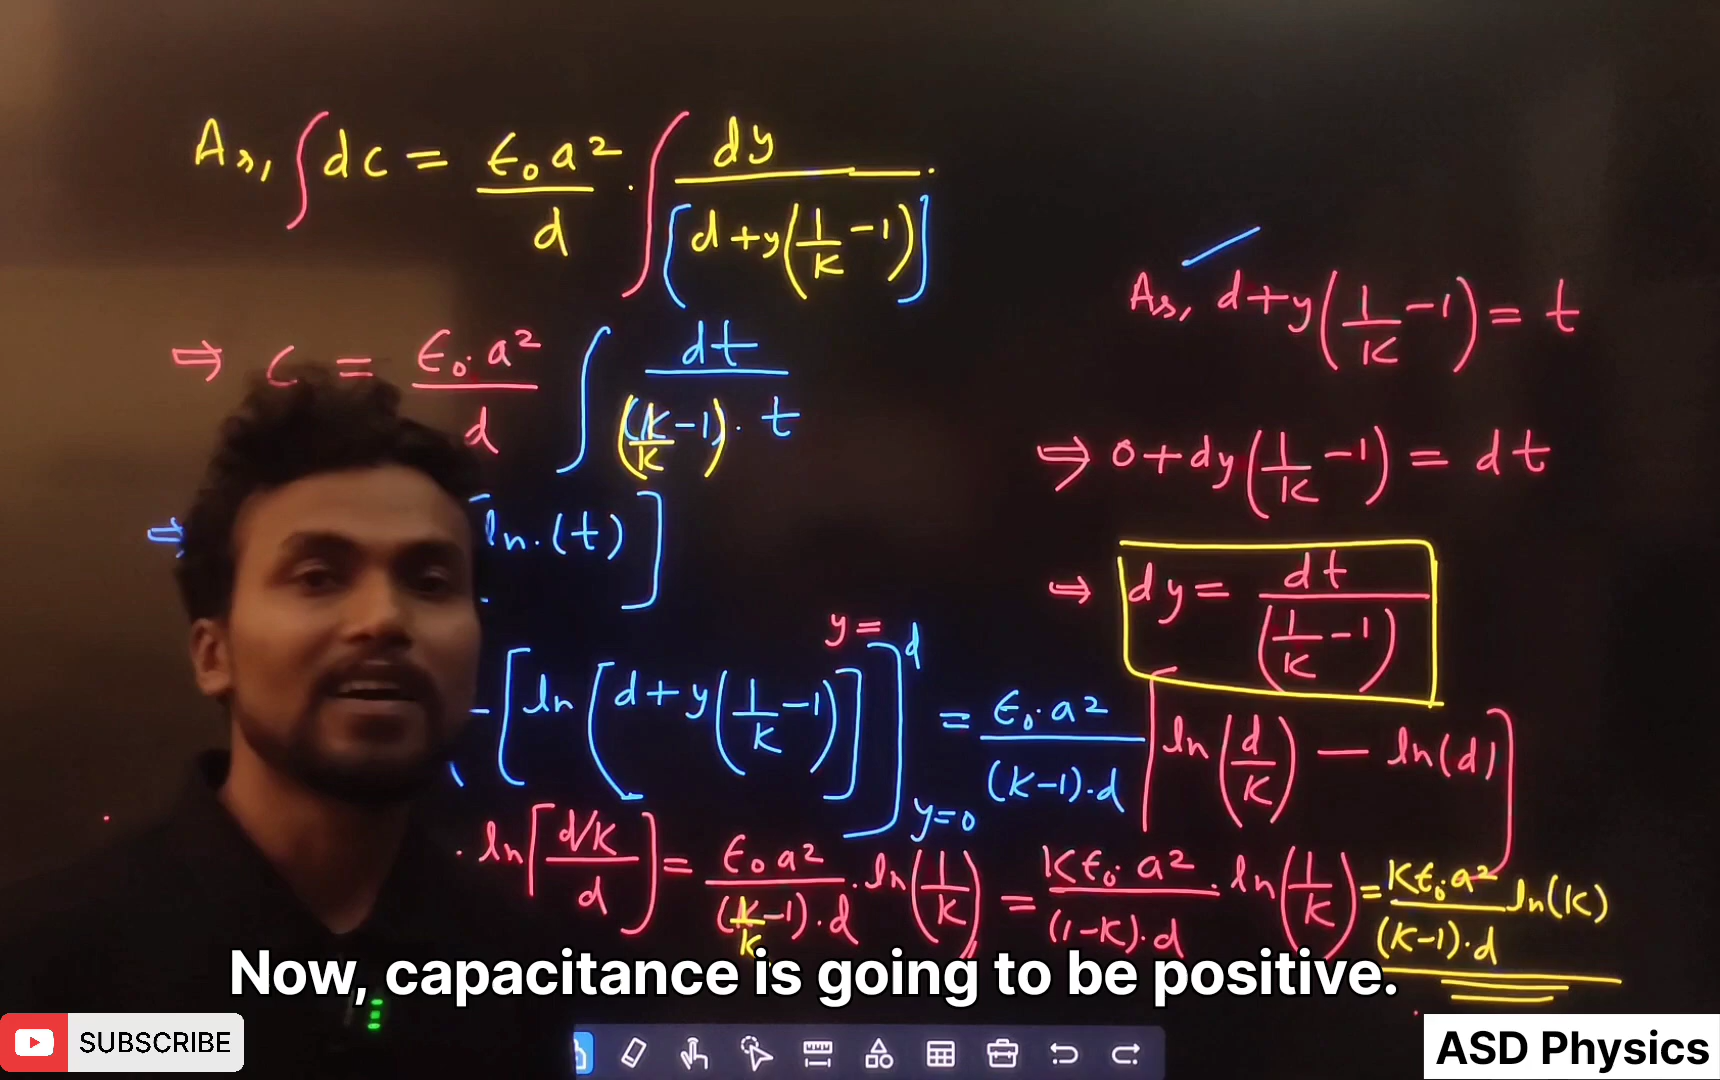 As, ∫ dc = ϵ₀a²/d · ∫ dy/[d+y(1/K-1)]
⇒ c = ϵ₀·a²/d ∫ dt/((1/K-1)· t)
⇒ ln·(t)]
[ln(d+y(1/K-1)]] y=0 y=d = ϵ₀·a²/((K-1)·d) [ln(d/K) — ln(d)]
· ln[(d/K)/d] = ϵ₀a²/((1/K-1)·d) · ln(1/K) = Kϵ₀·a²/((1-K)·d) · ln(1/K) = Kϵ₀·a²/((K-1)·d) ln(K)
As, d+y(1/K-1) = t
⇒ 0+dy(1/K-1) = dt
⇒ dy = dt/(1/K-1)
Now, capacitance is going to be positive.
SUBSCRIBE
ASD Physics